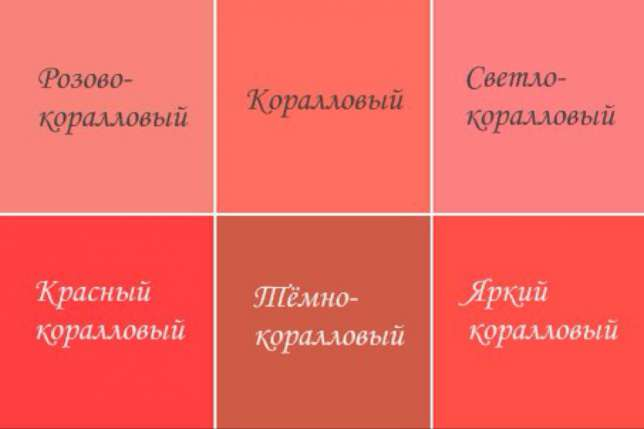 Розово-
коралловый
Коралловый
Светло-
коралловый
Красный
коралловый
Тёмно-
коралловый
Яркий
коралловый